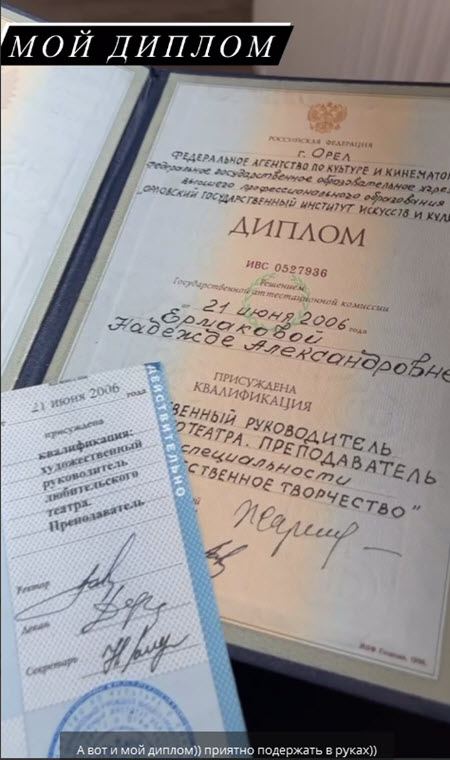 МОЙ ДИПЛОМ
РОССИЙСКАЯ ФЕДЕРАЦИЯ
г. ОРЕЛ
ФЕДЕРАЛЬНОЕ АГЕНТСТВО ПО КУЛЬТУРЕ И КИНЕМАТО
Федеральное государственное образовательное учре
высшего профессионального образования
"ОРЛОВСКИЙ ГОСУДАРСТВЕННЫЙ ИНСТИТУТ ИСКУССТВ И КУЛ
ДИПЛОМ
ИВС 0527936
Решением
Государственной аттестационной комиссии
21 июня 2006 года
Ермаковой
Надежде Александровне
ПРИСУЖДЕНА
КВАЛИФИКАЦИЯ
ВЕННЫЙ РУКОВОДИТЕЛЬ
ОТЕАТРА. ПРЕПОДАВАТЕЛЬ
специальности
ЕСТВЕННОЕ ТВОРЧЕСТВО"
21 июня 2006 года
присуждена
квалификация:
художественный
руководитель
любительского
театра.
Преподаватель
ДЕЙСТВИТЕЛЬНО
Ректор
Декан
Секретарь
А вот и мой диплом)) приятно подержать в руках))